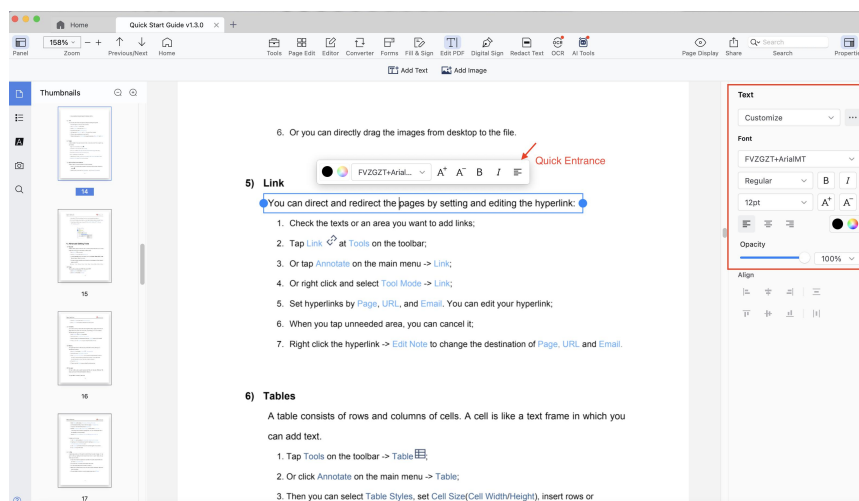 Home
Quick Start Guide v1.3.0 × +
158%
Panel Zoom Previous/Next Home Tools Page Edit Editor Converter Forms Fill & Sign Edit PDF Digital Sign Redact Text OCR AI Tools Page Display Share Search Properti
Search
Add Text Add Image
Thumbnails
14
15
16
17
6. Or you can directly drag the images from desktop to the file.
Quick Entrance
FVZGZT+Arial... A+ A- B I
5) Link
You can direct and redirect the pages by setting and editing the hyperlink:
1. Check the texts or an area you want to add links;
2. Tap Link at Tools on the toolbar;
3. Or tap Annotate on the main menu -> Link;
4. Or right click and select Tool Mode -> Link;
5. Set hyperlinks by Page, URL, and Email. You can edit your hyperlink;
6. When you tap unneeded area, you can cancel it;
7. Right click the hyperlink -> Edit Note to change the destination of Page, URL and Email.
6) Tables
A table consists of rows and columns of cells. A cell is like a text frame in which you
can add text.
1. Tap Tools on the toolbar -> Table ;
2. Or click Annotate on the main menu -> Table;
3. Then you can select Table Styles, set Cell Size(Cell Width/Height), insert rows or
Text
Customize
Font
FVZGZT+ArialMT
Regular B I
12pt A+ A-
Opacity
100%
Align